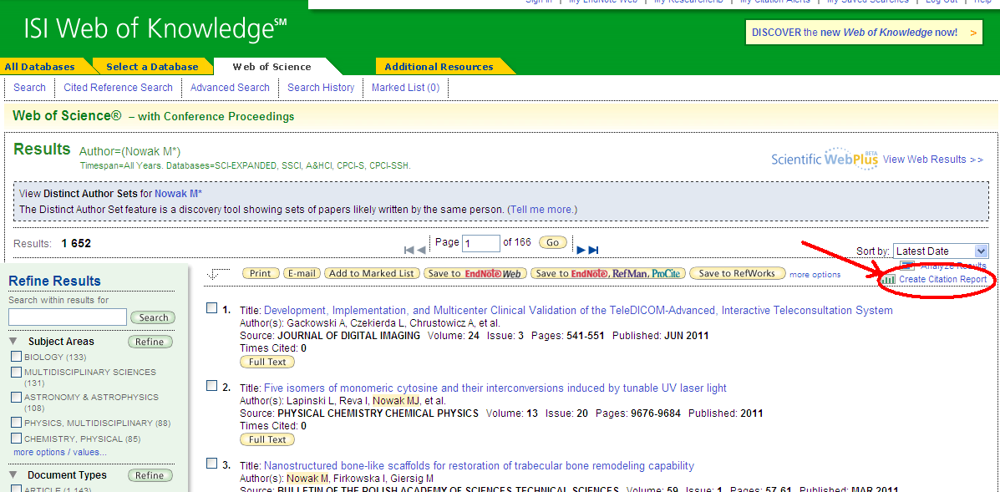 Sign In | My EndNote Web | My ResearcherID | My Citation Alerts | My Saved Searches | Log Out | Help
ISI Web of Knowledge℠
DISCOVER the new Web of Knowledge now! >
All Databases Select a Database Web of Science Additional Resources
Search Cited Reference Search Advanced Search Search History Marked List (0)
Web of Science® – with Conference Proceedings
Results Author=(Nowak M*)
Timespan=All Years. Databases=SCI-EXPANDED, SSCI, A&HCI, CPCI-S, CPCI-SSH.
Scientific WebPlus BETA View Web Results >>
View Distinct Author Sets for Nowak M*
The Distinct Author Set feature is a discovery tool showing sets of papers likely written by the same person. (Tell me more.)
Results: 1 652
Page 1 of 166 Go
Sort by: Latest Date
Refine Results
Search within results for
Search
Subject Areas Refine
BIOLOGY (133)
MULTIDISCIPLINARY SCIENCES
(131)
ASTRONOMY & ASTROPHYSICS
(108)
PHYSICS, MULTIDISCIPLINARY (88)
CHEMISTRY, PHYSICAL (85)
more options / values...
Document Types Refine
ARTICLE (1,143)
Print E-mail Add to Marked List Save to EndNote Web Save to EndNote, RefMan, ProCite Save to RefWorks more options
Analyze Results
Create Citation Report
1. Title: Development, Implementation, and Multicenter Clinical Validation of the TeleDICOM-Advanced, Interactive Teleconsultation System
Author(s): Gackowski A, Czekierda L, Chrustowicz A, et al.
Source: JOURNAL OF DIGITAL IMAGING Volume: 24 Issue: 3 Pages: 541-551 Published: JUN 2011
Times Cited: 0
Full Text
2. Title: Five isomers of monomeric cytosine and their interconversions induced by tunable UV laser light
Author(s): Lapinski L, Reva I, Nowak MJ, et al.
Source: PHYSICAL CHEMISTRY CHEMICAL PHYSICS Volume: 13 Issue: 20 Pages: 9676-9684 Published: 2011
Times Cited: 0
Full Text
3. Title: Nanostructured bone-like scaffolds for restoration of trabecular bone remodeling capability
Author(s): Nowak M, Firkowska I, Giersig M
Source: BULLETIN OF THE POLISH ACADEMY OF SCIENCES TECHNICAL SCIENCES Volume: 59 Issue: 1 Pages: 57-61 Published: MAR 2011